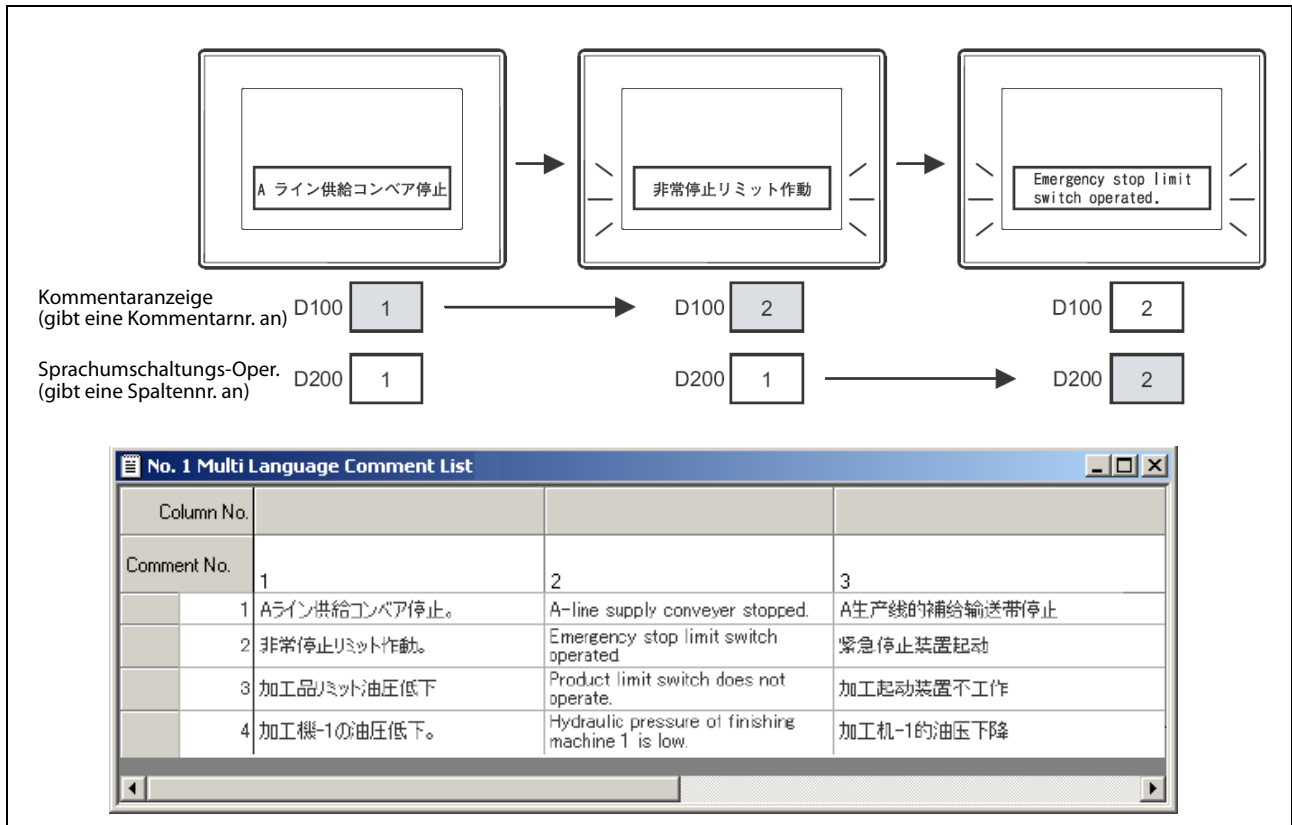 A ライン供給コンベア停止
非常停止リミット作動
Emergency stop limit
switch operated.
Kommentaranzeige
(gibt eine Kommentarnr. an)
D100 1
D100 2
D100 2
Sprachumschaltungs-Oper.
(gibt eine Spaltennr. an)
D200 1
D200 1
D200 2
No. 1 Multi Language Comment List
Column No.
Comment No. 1 2 3
1 Aライン供給コンベア停止。 A-line supply conveyer stopped. A生产线的補给输送带停止
2 非常停止リミット作動。 Emergency stop limit switch
operated 紧急停止装置起动
3 加工品リミット油圧低下 Product limit switch does not
operate. 加工起动装置不工作
4 加工機-1の油圧低下。 Hydraulic pressure of finishing
machine 1 is low. 加工机-1的油压下降